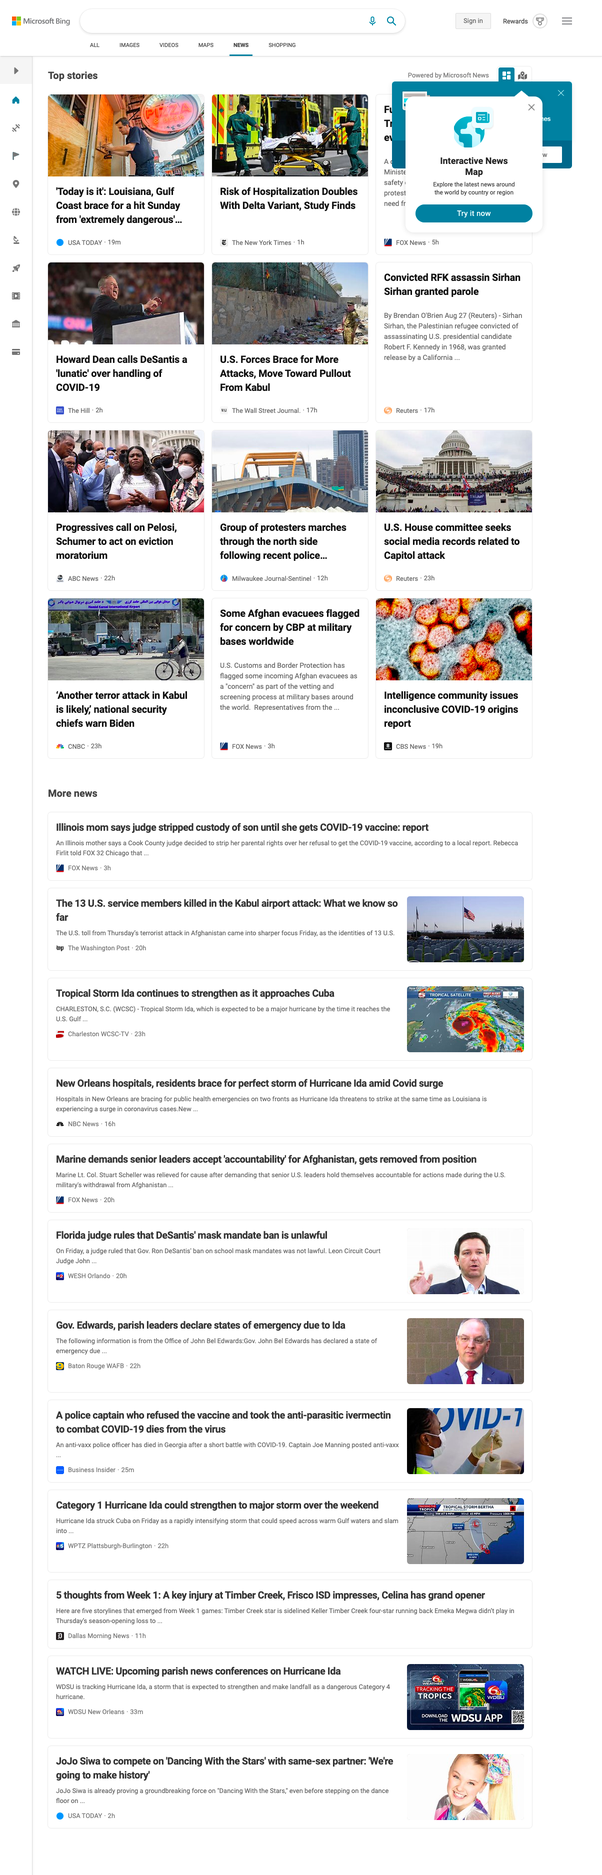 Microsoft Bing
Sign in
Rewards
ALL
IMAGES
VIDEOS
MAPS
NEWS
SHOPPING
Top stories
Powered by Microsoft News
Interactive News
Map
Explore the latest news around
the world by country or region
Try it now
'Today is it': Louisiana, Gulf
Coast brace for a hit Sunday
from 'extremely dangerous'...
USA TODAY · 19m
Risk of Hospitalization Doubles
With Delta Variant, Study Finds
The New York Times · 1h
FOX News · 5h
Howard Dean calls DeSantis a
'lunatic' over handling of
COVID-19
The Hill · 2h
U.S. Forces Brace for More
Attacks, Move Toward Pullout
From Kabul
The Wall Street Journal. · 17h
Convicted RFK assassin Sirhan
Sirhan granted parole
By Brendan O'Brien Aug 27 (Reuters) - Sirhan
Sirhan, the Palestinian refugee convicted of
assassinating U.S. presidential candidate
Robert F. Kennedy in 1968, was granted
release by a California ...
Reuters · 17h
Progressives call on Pelosi,
Schumer to act on eviction
moratorium
ABC News · 22h
Group of protesters marches
through the north side
following recent police...
Milwaukee Journal-Sentinel · 12h
U.S. House committee seeks
social media records related to
Capitol attack
Reuters · 23h
'Another terror attack in Kabul
is likely,' national security
chiefs warn Biden
CNBC · 23h
Some Afghan evacuees flagged
for concern by CBP at military
bases worldwide
U.S. Customs and Border Protection has
flagged some incoming Afghan evacuees as
a "concern" as part of the vetting and
screening process at military bases around
the world. Representatives from the ...
FOX News · 3h
Intelligence community issues
inconclusive COVID-19 origins
report
CBS News · 19h
More news
Illinois mom says judge stripped custody of son until she gets COVID-19 vaccine: report
An Illinois mother says a Cook County judge decided to strip her parental rights over her refusal to get the COVID-19 vaccine, according to a local report. Rebecca
Firlit told FOX 32 Chicago that ...
FOX News · 3h
The 13 U.S. service members killed in the Kabul airport attack: What we know so
far
The U.S. toll from Thursday's terrorist attack in Afghanistan came into sharper focus Friday, as the identities of 13 U.S.
The Washington Post · 20h
Tropical Storm Ida continues to strengthen as it approaches Cuba
CHARLESTON, S.C. (WCSC) - Tropical Storm Ida, which is expected to be a major hurricane by the time it reaches the
U.S. Gulf ...
Charleston WCSC-TV · 23h
TROPICAL SATELLITE
New Orleans hospitals, residents brace for perfect storm of Hurricane Ida amid Covid surge
Hospitals in New Orleans are bracing for public health emergencies on two fronts as Hurricane Ida threatens to strike at the same time as Louisiana is
experiencing a surge in coronavirus cases.New ...
NBC News · 16h
Marine demands senior leaders accept 'accountability' for Afghanistan, gets removed from position
Marine Lt. Col. Stuart Scheller was relieved for cause after demanding that senior U.S. leaders hold themselves accountable for actions made during the U.S.
military's withdrawal from Afghanistan ...
FOX News · 20h
Florida judge rules that DeSantis' mask mandate ban is unlawful
On Friday, a judge ruled that Gov. Ron DeSantis' ban on school mask mandates was not lawful. Leon Circuit Court
Judge John ...
WESH Orlando · 20h
Gov. Edwards, parish leaders declare states of emergency due to Ida
The following information is from the Office of John Bel Edwards:Gov. John Bel Edwards has declared a state of
emergency due ...
Baton Rouge WAFB · 22h
A police captain who refused the vaccine and took the anti-parasitic ivermectin
to combat COVID-19 dies from the virus
An anti-vaxx police officer has died in Georgia after a short battle with COVID-19. Captain Joe Manning posted anti-vaxx
...
Business Insider · 25m
OVID-1
Category 1 Hurricane Ida could strengthen to major storm over the weekend
Hurricane Ida struck Cuba on Friday as a rapidly intensifying storm that could speed across warm Gulf waters and slam
into ...
WPTZ Plattsburgh-Burlington · 22h
TROPICAL STORM BERTHA
5 thoughts from Week 1: A key injury at Timber Creek, Frisco ISD impresses, Celina has grand opener
Here are five storylines that emerged from Week 1 games: Timber Creek star is sidelined Keller Timber Creek four-star running back Emeka Megwa didn't play in
Thursday's season-opening loss to ...
Dallas Morning News · 11h
WATCH LIVE: Upcoming parish news conferences on Hurricane Ida
WDSU is tracking Hurricane Ida, a storm that is expected to strengthen and make landfall as a dangerous Category 4
hurricane.
WDSU New Orleans · 33m
TRACKING THE
TROPICS
WDSU
DOWNLOAD THE WDSU APP
JoJo Siwa to compete on 'Dancing With the Stars' with same-sex partner: 'We're
going to make history'
JoJo Siwa is already proving a groundbreaking force on "Dancing With the Stars," even before stepping on the dance
floor on ...
USA TODAY · 2h